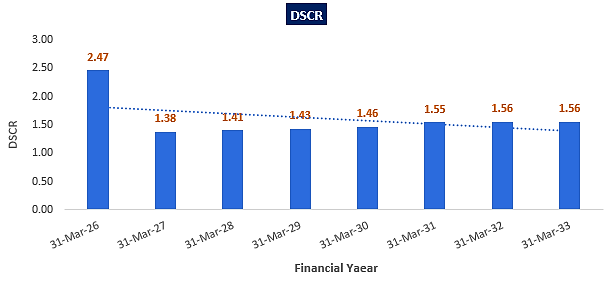 DSCR
3.00
2.50
2.00
1.50
1.00
0.50
0.00
DSCR
2.47
1.38
1.41
1.43
1.46
1.55
1.56
1.56
31-Mar-26
31-Mar-27
31-Mar-28
31-Mar-29
31-Mar-30
31-Mar-31
31-Mar-32
31-Mar-33
Financial Yaear